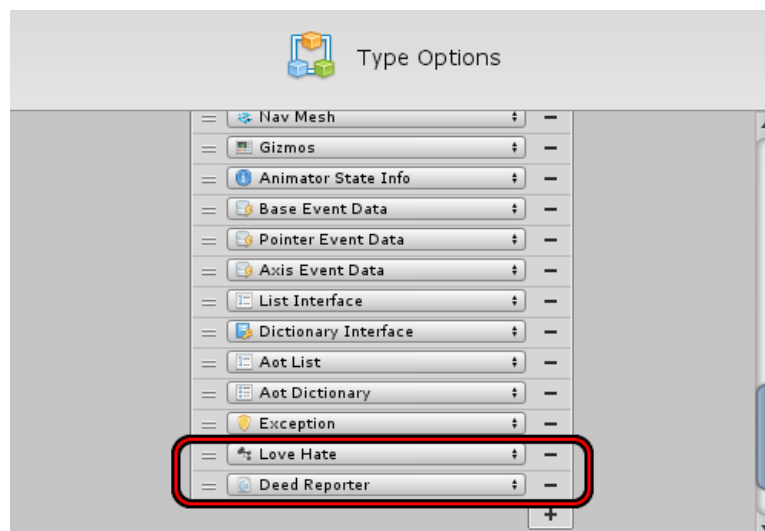 Type Options
Nav Mesh
Gizmos
Animator State Info
Base Event Data
Pointer Event Data
Axis Event Data
List Interface
Dictionary Interface
Aot List
Aot Dictionary
Exception
Love Hate
Deed Reporter